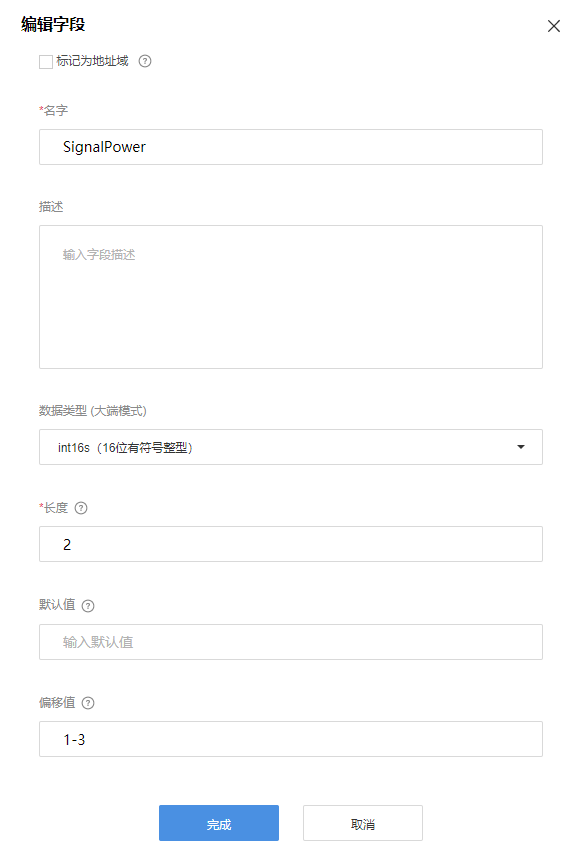 编辑字段
标记为地址域 ?
*名字
SignalPower
描述
输入字段描述
数据类型 (大端模式)
int16s（16位有符号整型）
*长度 ?
2
默认值 ?
输入默认值
偏移值 ?
1-3
完成 取消